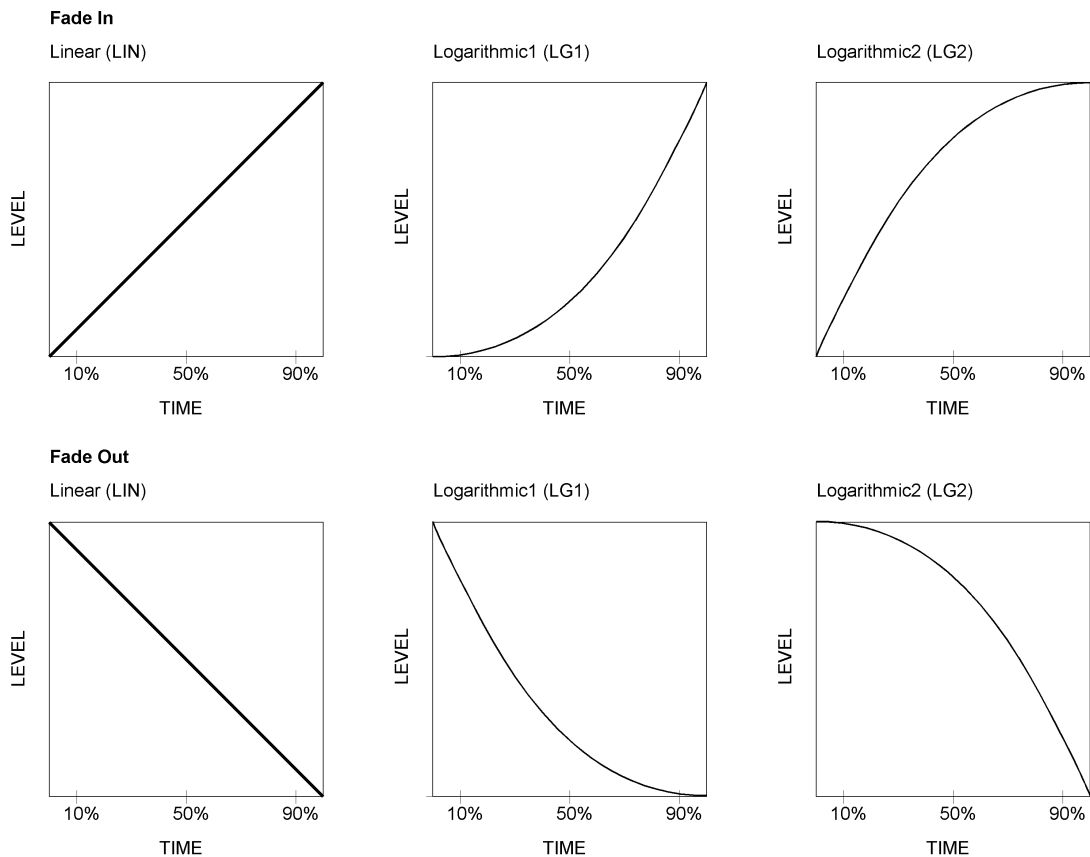 Fade In
Linear (LIN)
Logarithmic1 (LG1)
Logarithmic2 (LG2)
LEVEL
LEVEL
LEVEL
10% 50% 90%
10% 50% 90%
10% 50% 90%
TIME
TIME
TIME
Fade Out
Linear (LIN)
Logarithmic1 (LG1)
Logarithmic2 (LG2)
LEVEL
LEVEL
LEVEL
10% 50% 90%
10% 50% 90%
10% 50% 90%
TIME
TIME
TIME